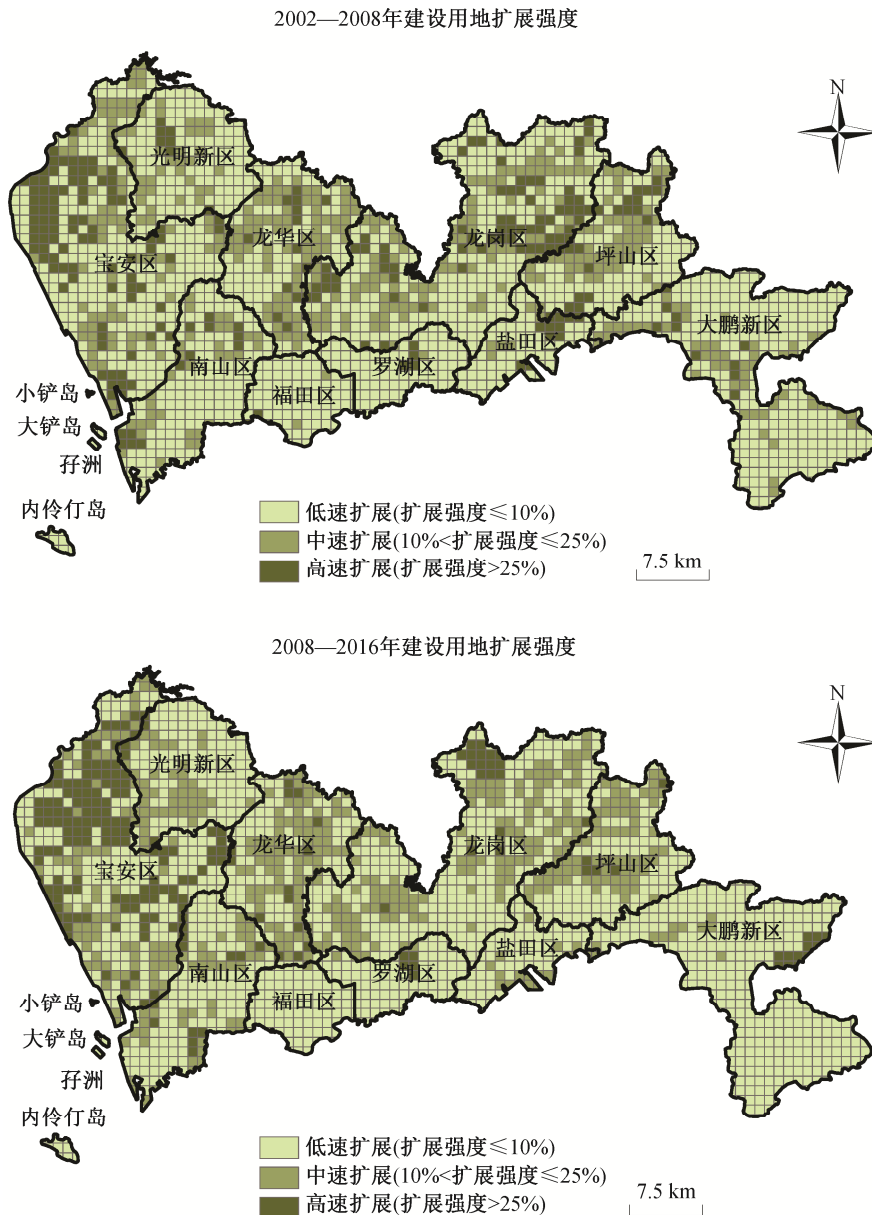 2002—2008年建设用地扩展强度
N
光明新区
龙华区
龙岗区
宝安区
坪山区
大鹏新区
盐田区
南山区
罗湖区
福田区
小铲岛
大铲岛
孖洲
内伶仃岛
低速扩展(扩展强度≤10%)
中速扩展(10%<扩展强度≤25%)
高速扩展(扩展强度>25%)
7.5 km
2008—2016年建设用地扩展强度
N
光明新区
龙华区
龙岗区
宝安区
坪山区
大鹏新区
盐田区
南山区
罗湖区
福田区
小铲岛
大铲岛
孖洲
内伶仃岛
低速扩展(扩展强度≤10%)
中速扩展(10%<扩展强度≤25%)
高速扩展(扩展强度>25%)
7.5 km